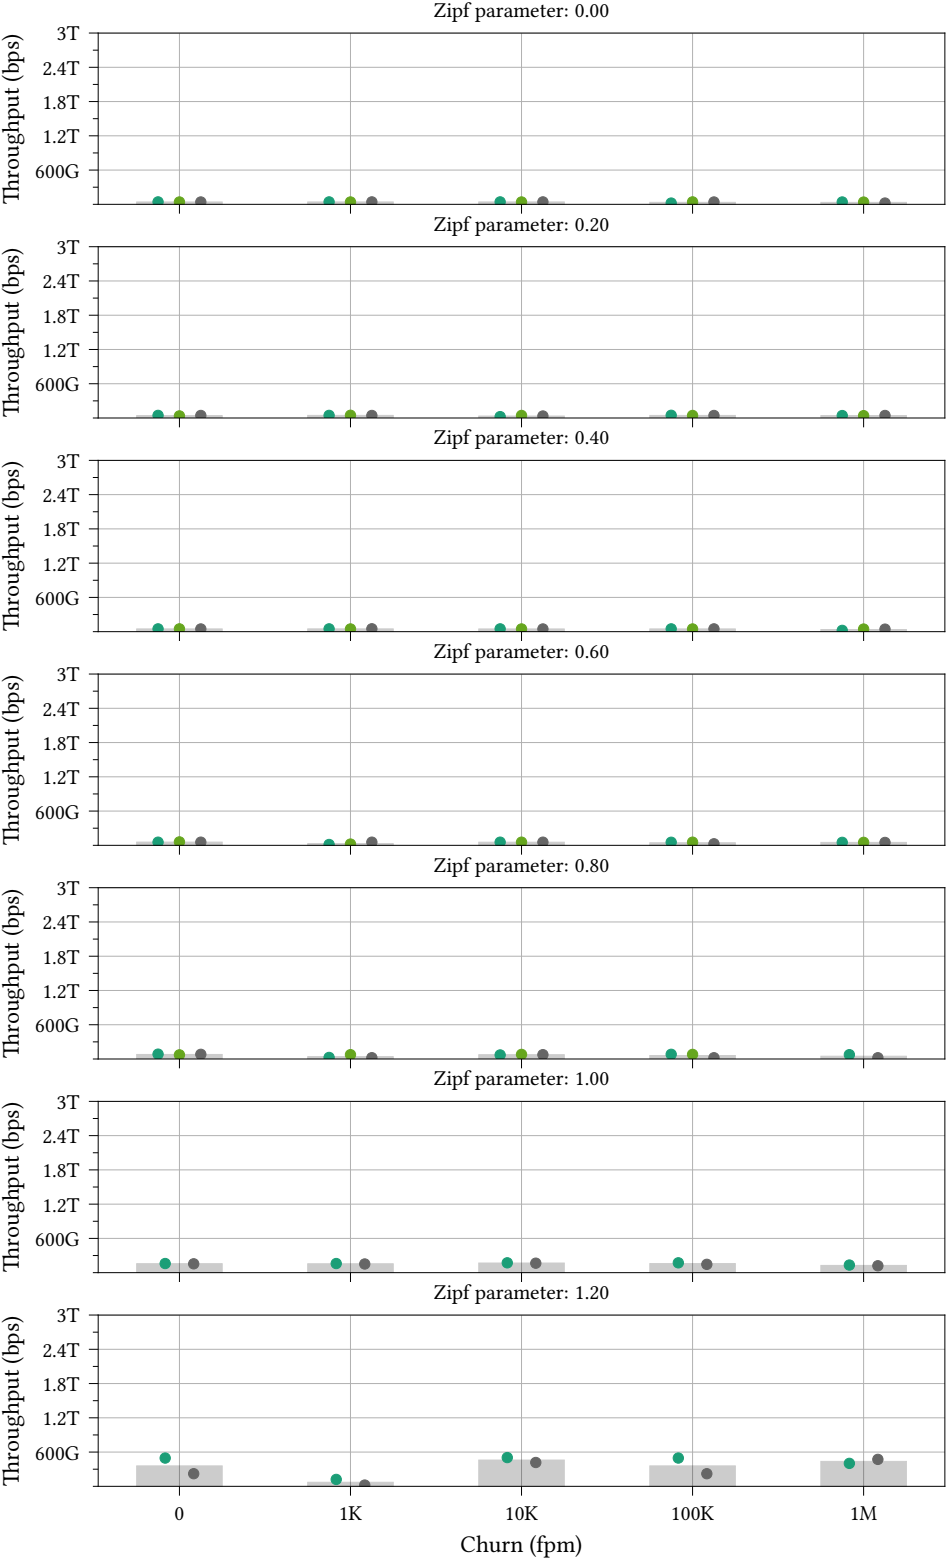 Zipf parameter: 0.00
Throughput (bps)
3T
2.4T
1.8T
1.2T
600G
Zipf parameter: 0.20
Throughput (bps)
3T
2.4T
1.8T
1.2T
600G
Zipf parameter: 0.40
Throughput (bps)
3T
2.4T
1.8T
1.2T
600G
Zipf parameter: 0.60
Throughput (bps)
3T
2.4T
1.8T
1.2T
600G
Zipf parameter: 0.80
Throughput (bps)
3T
2.4T
1.8T
1.2T
600G
Zipf parameter: 1.00
Throughput (bps)
3T
2.4T
1.8T
1.2T
600G
Zipf parameter: 1.20
Throughput (bps)
3T
2.4T
1.8T
1.2T
600G
0 1K 10K 100K 1M
Churn (fpm)